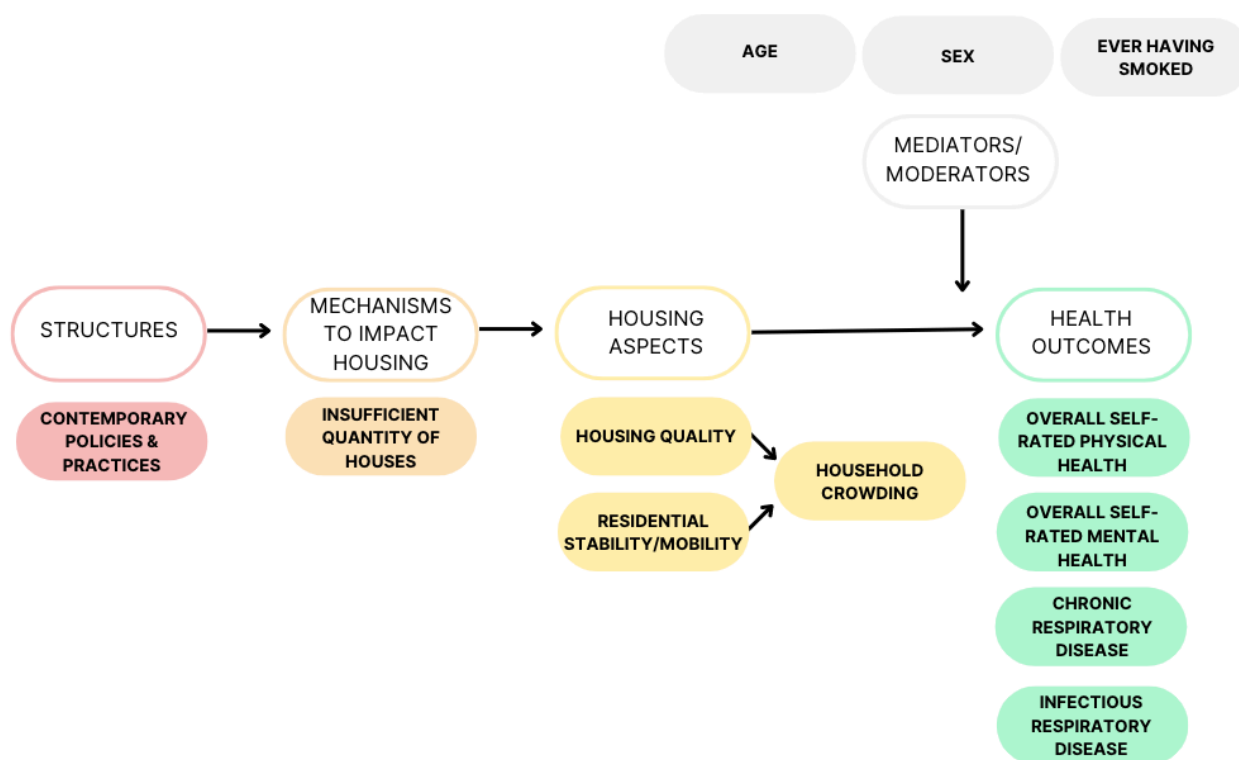 AGE
SEX
EVER HAVING
SMOKED
MEDIATORS/
MODERATORS
STRUCTURES
MECHANISMS
TO IMPACT
HOUSING
HOUSING
ASPECTS
HEALTH
OUTCOMES
CONTEMPORARY
POLICIES &
PRACTICES
INSUFFICIENT
QUANTITY OF
HOUSES
HOUSING QUALITY
RESIDENTIAL
STABILITY/MOBILITY
HOUSEHOLD
CROWDING
OVERALL SELF-
RATED PHYSICAL
HEALTH
OVERALL SELF-
RATED MENTAL
HEALTH
CHRONIC
RESPIRATORY
DISEASE
INFECTIOUS
RESPIRATORY
DISEASE